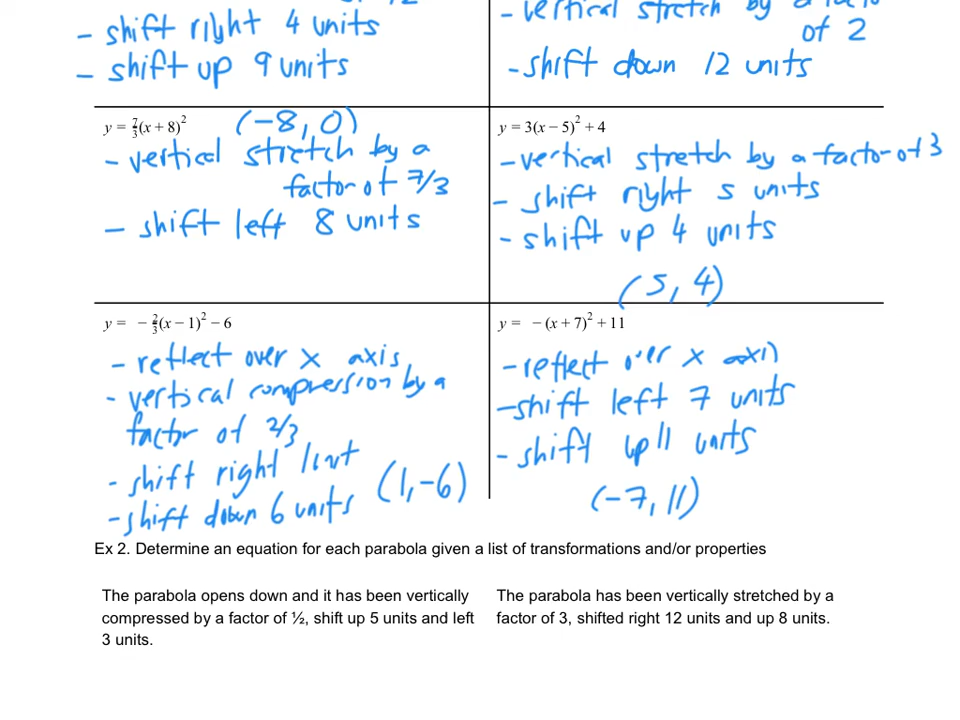 - shift right 4 units
- shift up 9 units
- vertical stretch by
of 2
- shift down 12 units
y = 7/3(x + 8)² (-8, 0)
- vertical stretch by a
factor of 7/3
- shift left 8 units
y = 3(x − 5)² + 4
- vertical stretch by a factor of 3
- shift right 5 units
- shift up 4 units
(5, 4)
y = − 2/3(x − 1)² − 6
- reflect over x axis
- vertical compression by a
factor of 2/3
- shift right 1 unit
- shift down 6 units (1, -6)
y = − (x + 7)² + 11
- reflect over x axis
- shift left 7 units
- shift up 11 units
(-7, 11)
Ex 2. Determine an equation for each parabola given a list of transformations and/or properties
The parabola opens down and it has been vertically
compressed by a factor of ½, shift up 5 units and left
3 units.
The parabola has been vertically stretched by a
factor of 3, shifted right 12 units and up 8 units.